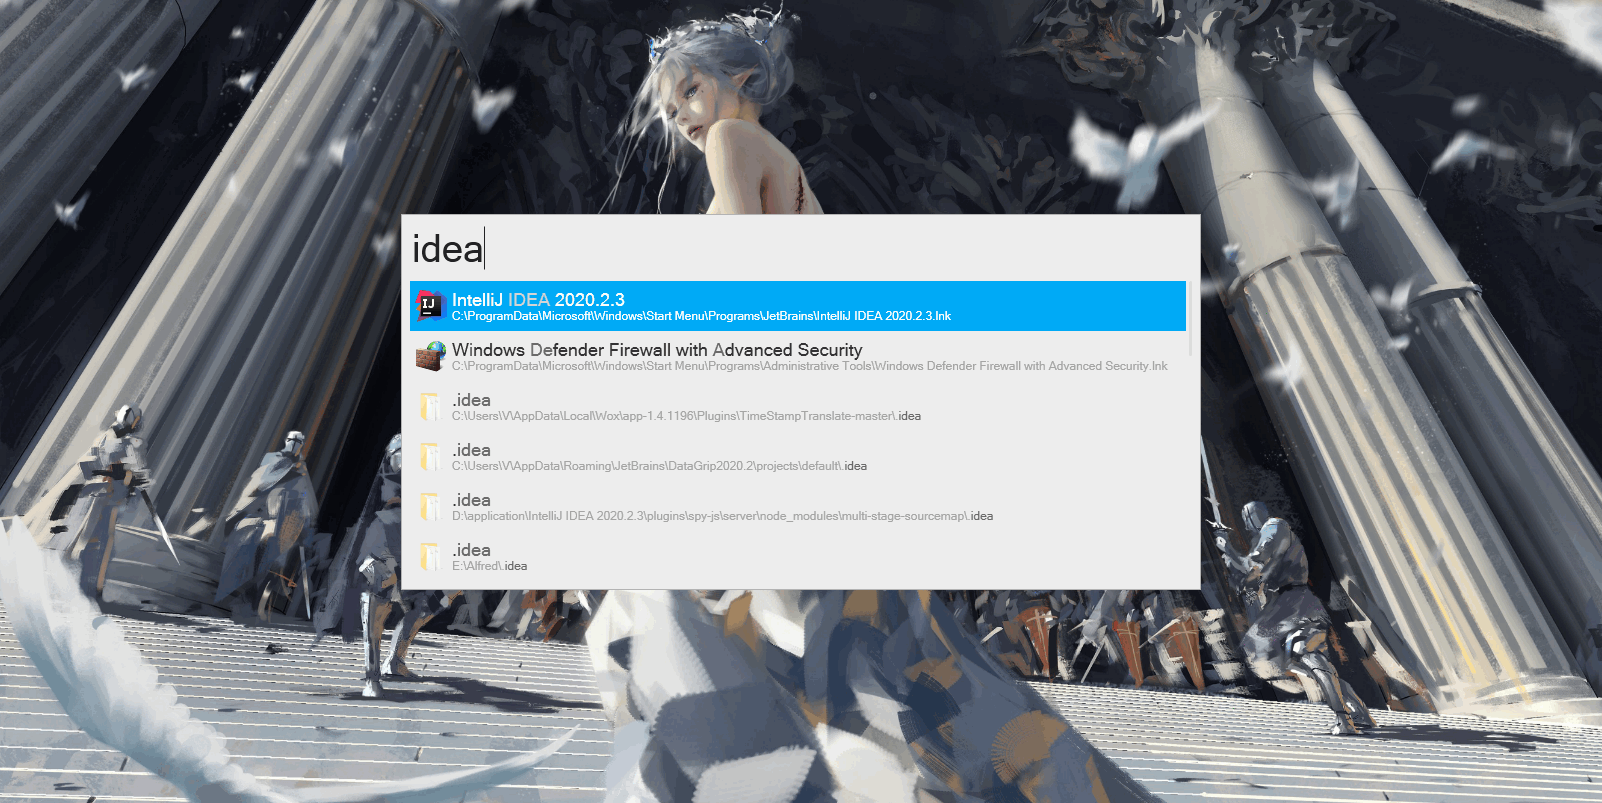 idea
IJ
IntelliJ IDEA 2020.2.3
C:\ProgramData\Microsoft\Windows\Start Menu\Programs\JetBrains\IntelliJ IDEA 2020.2.3.lnk
Windows Defender Firewall with Advanced Security
C:\ProgramData\Microsoft\Windows\Start Menu\Programs\Administrative Tools\Windows Defender Firewall with Advanced Security.lnk
.idea
C:\Users\V\AppData\Local\Wox\app-1.4.1196\Plugins\TimeStampTranslate-master\.idea
.idea
C:\Users\V\AppData\Roaming\JetBrains\DataGrip2020.2\projects\default\.idea
.idea
D:\application\IntelliJ IDEA 2020.2.3\plugins\spy-js\server\node_modules\multi-stage-sourcemap\.idea
.idea
E:\Alfred\.idea